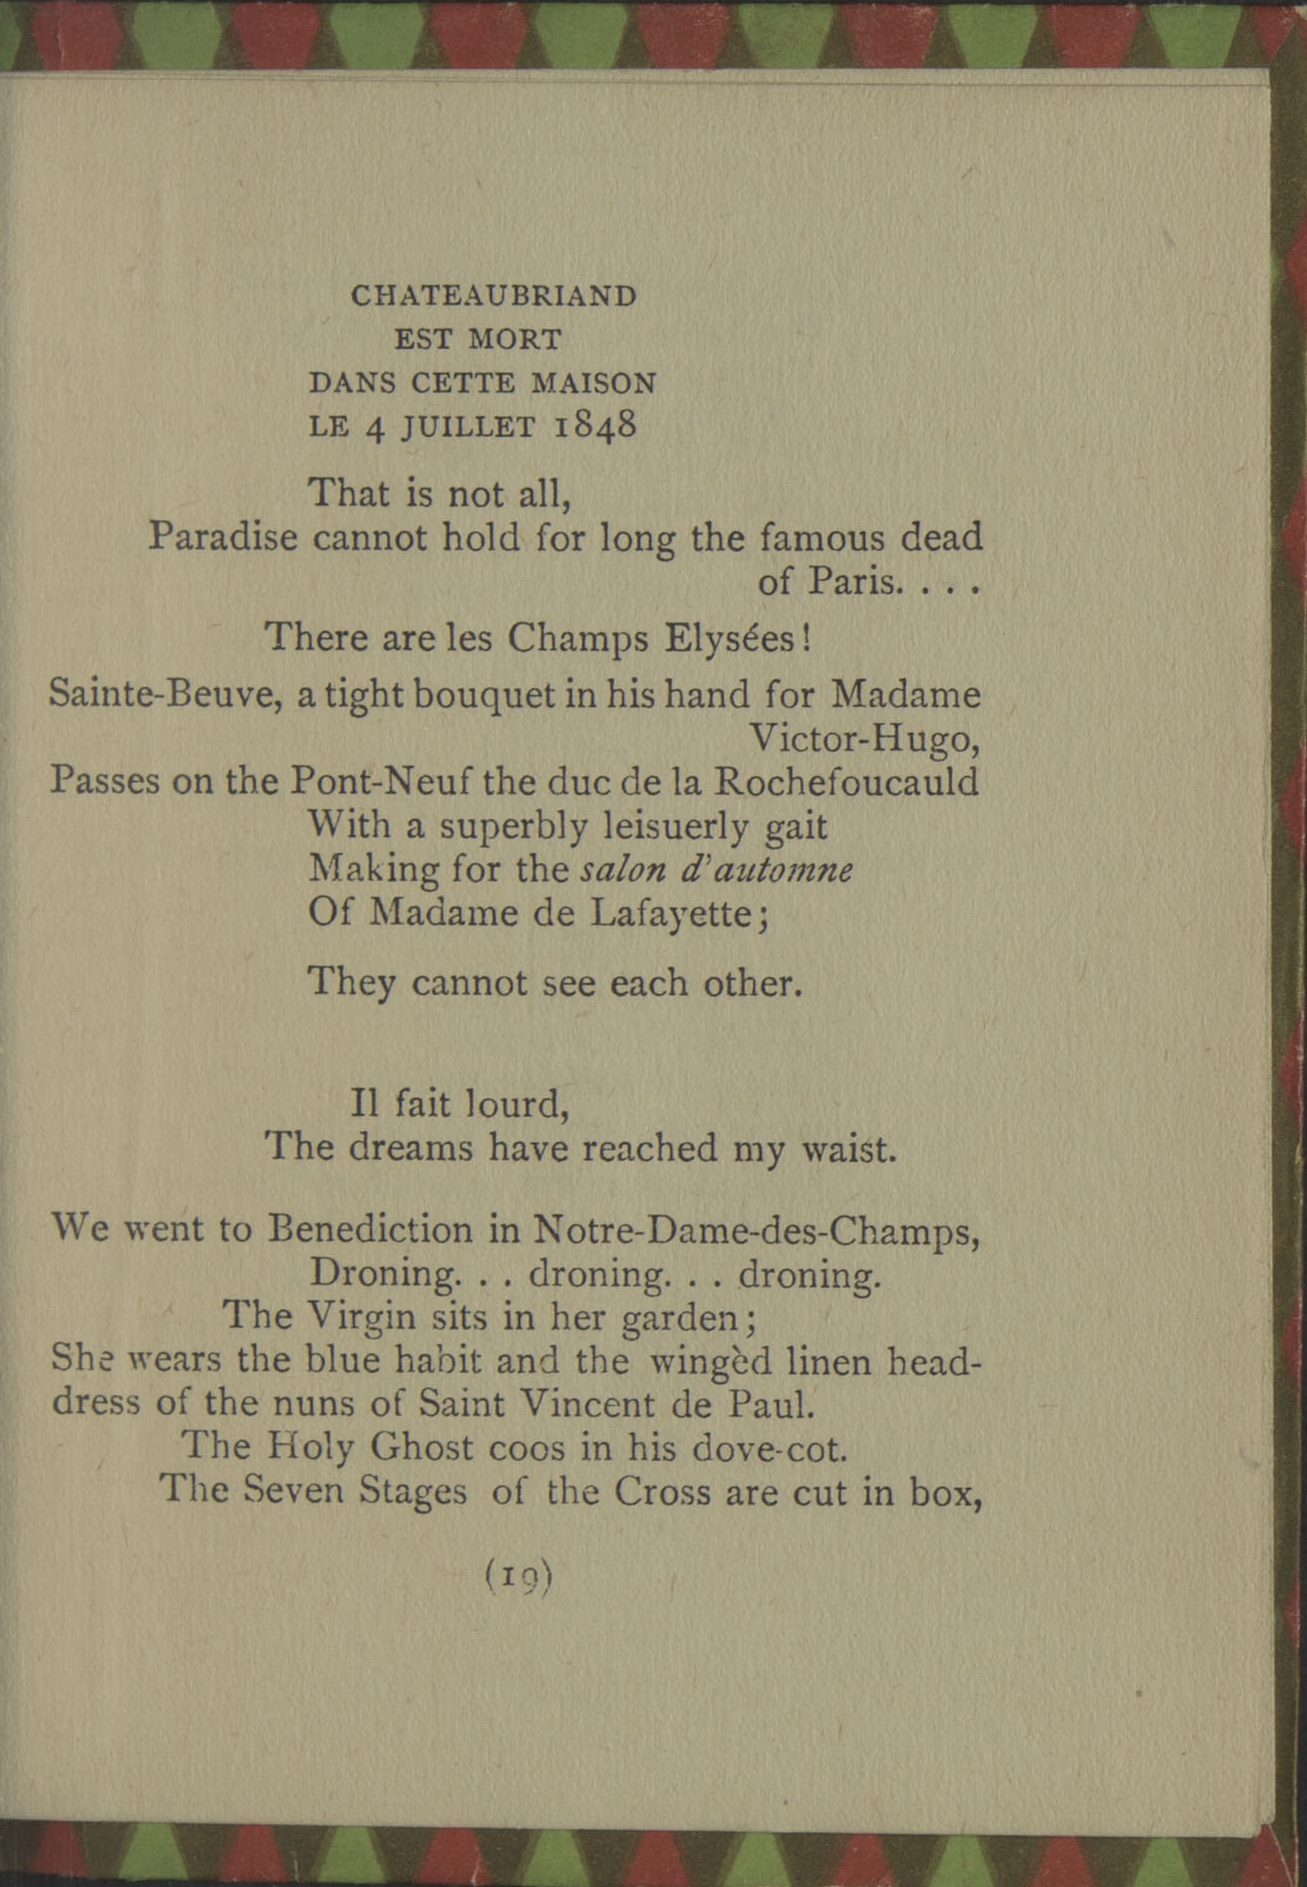 CHATEAUBRIAND
EST MORT
DANS CETTE MAISON
LE 4 JUILLET 1848
That is not all,
Paradise cannot hold for long the famous dead
of Paris. . . .
There are les Champs Elysées!
Sainte-Beuve, a tight bouquet in his hand for Madame
Victor-Hugo,
Passes on the Pont-Neuf the duc de la Rochefoucauld
With a superbly leisuerly gait
Making for the salon d'automne
Of Madame de Lafayette;
They cannot see each other.
Il fait lourd,
The dreams have reached my waist.
We went to Benediction in Notre-Dame-des-Champs,
Droning. . . droning. . . droning.
The Virgin sits in her garden;
She wears the blue habit and the wingèd linen head-
dress of the nuns of Saint Vincent de Paul.
The Holy Ghost coos in his dove-cot.
The Seven Stages of the Cross are cut in box,
(19)